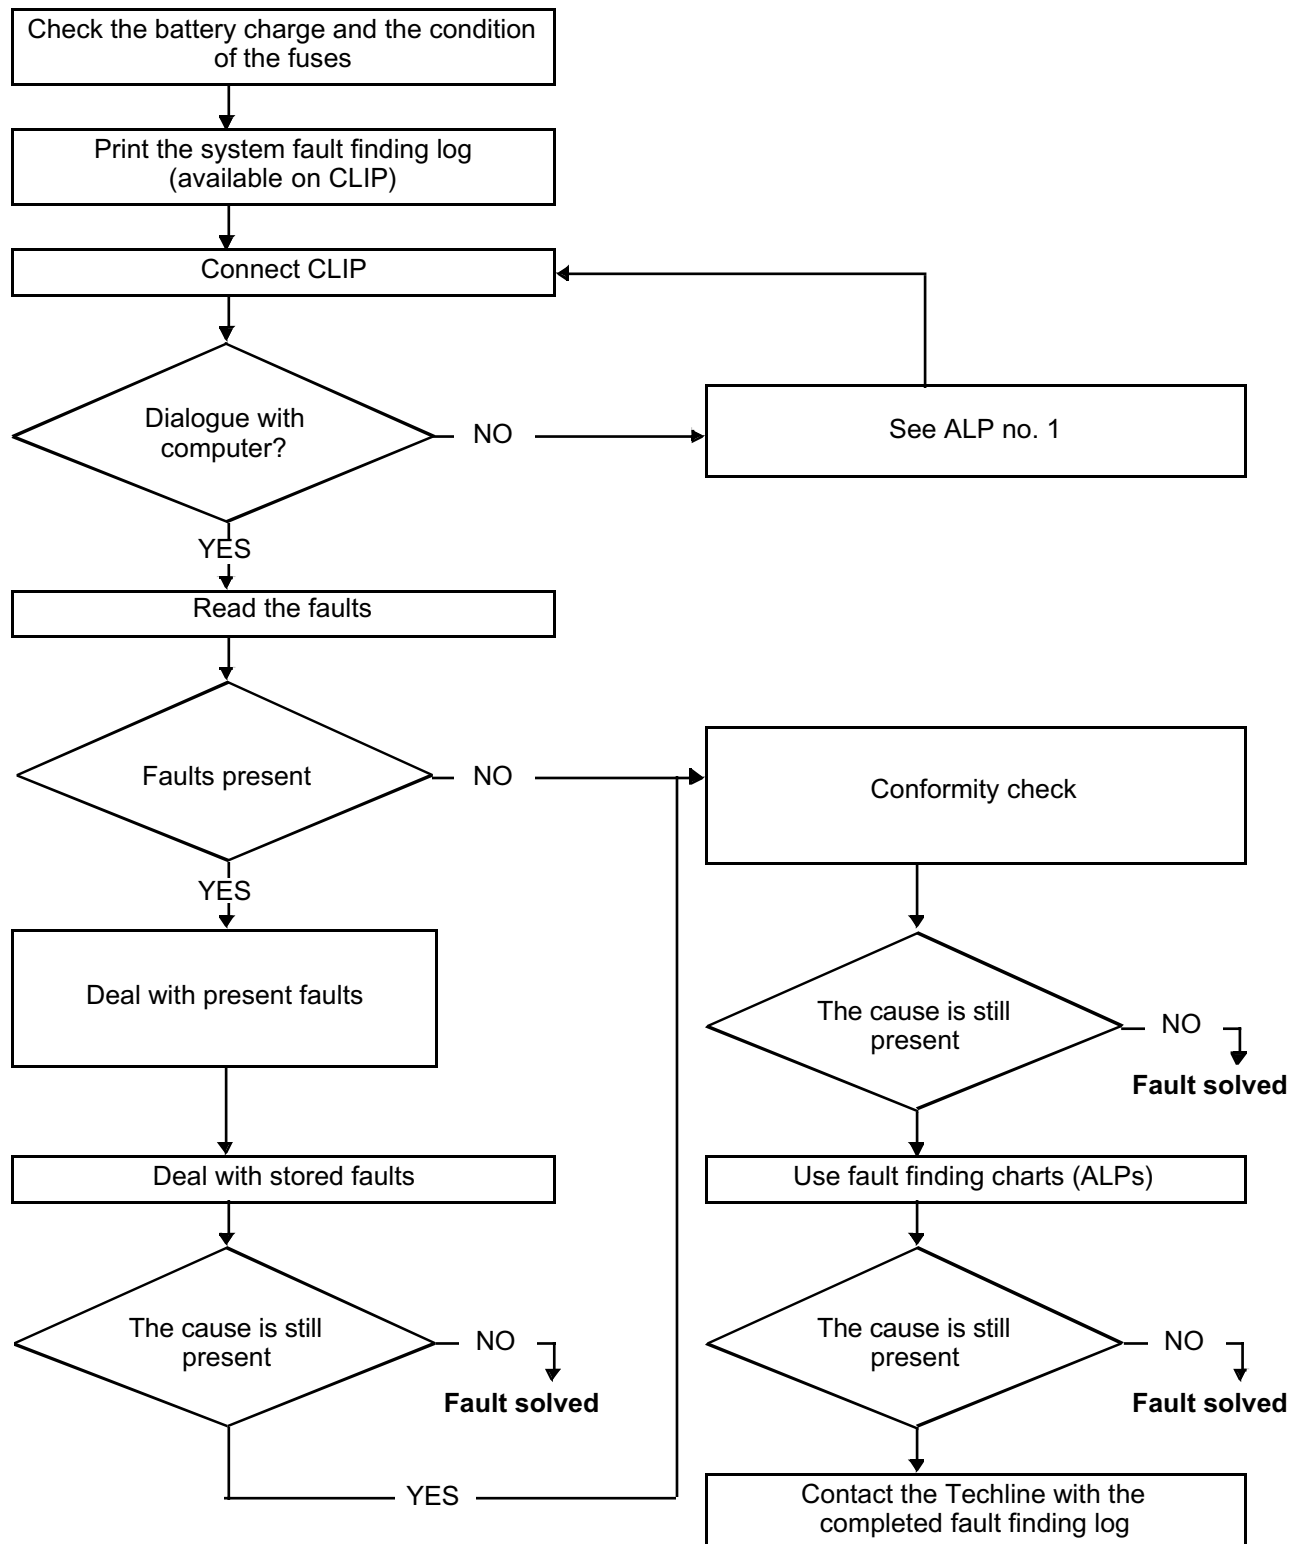 Check the battery charge and the condition
of the fuses
Print the system fault finding log
(available on CLIP)
Connect CLIP
Dialogue with
computer?
NO
See ALP no. 1
YES
Read the faults
Faults present
NO
Conformity check
YES
Deal with present faults
The cause is still
present
NO
Fault solved
Deal with stored faults
Use fault finding charts (ALPs)
The cause is still
present
NO
Fault solved
The cause is still
present
NO
Fault solved
YES
Contact the Techline with the
completed fault finding log